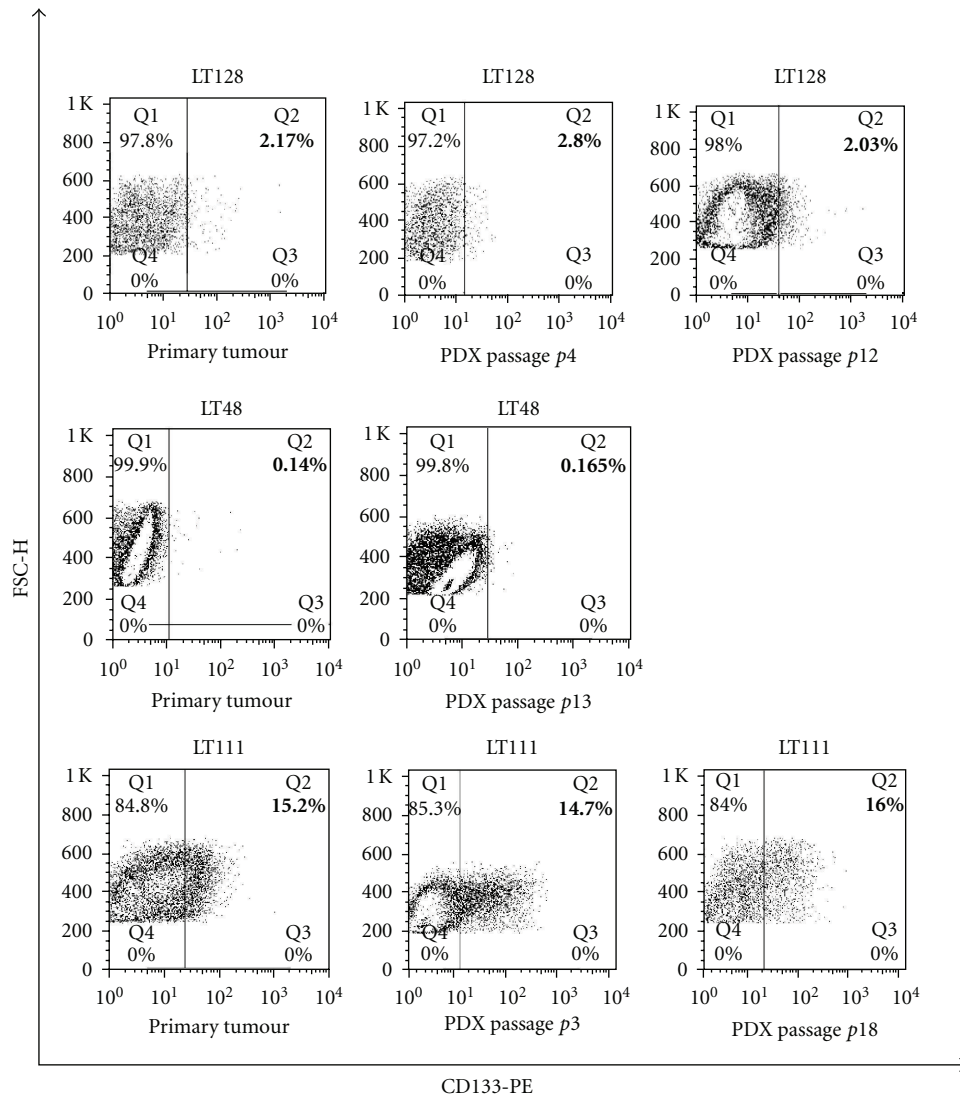 LT128
1 K
800
600
400
200
0
Q1
97.8%
Q2
2.17%
Q4
0%
Q3
0%
10^0 10^1 10^2 10^3 10^4
Primary tumour
LT128
1 K
800
600
400
200
0
Q1
97.2%
Q2
2.8%
Q4
0%
Q3
0%
10^0 10^1 10^2 10^3 10^4
PDX passage p4
LT128
1 K
800
600
400
200
0
Q1
98%
Q2
2.03%
Q4
0%
Q3
0%
10^0 10^1 10^2 10^3 10^4
PDX passage p12
LT48
1 K
800
600
400
200
0
Q1
99.9%
Q2
0.14%
Q4
0%
Q3
0%
10^0 10^1 10^2 10^3 10^4
Primary tumour
LT48
1 K
800
600
400
200
0
Q1
99.8%
Q2
0.165%
Q4
0%
Q3
0%
10^0 10^1 10^2 10^3 10^4
PDX passage p13
LT111
1 K
800
600
400
200
0
Q1
84.8%
Q2
15.2%
Q4
0%
Q3
0%
10^0 10^1 10^2 10^3 10^4
Primary tumour
LT111
1 K
800
600
400
200
0
Q1
85.3%
Q2
14.7%
Q4
0%
Q3
0%
10^0 10^1 10^2 10^3 10^4
PDX passage p3
LT111
1 K
800
600
400
200
0
Q1
84%
Q2
16%
Q4
0%
Q3
0%
10^0 10^1 10^2 10^3 10^4
PDX passage p18
FSC-H
CD133-PE